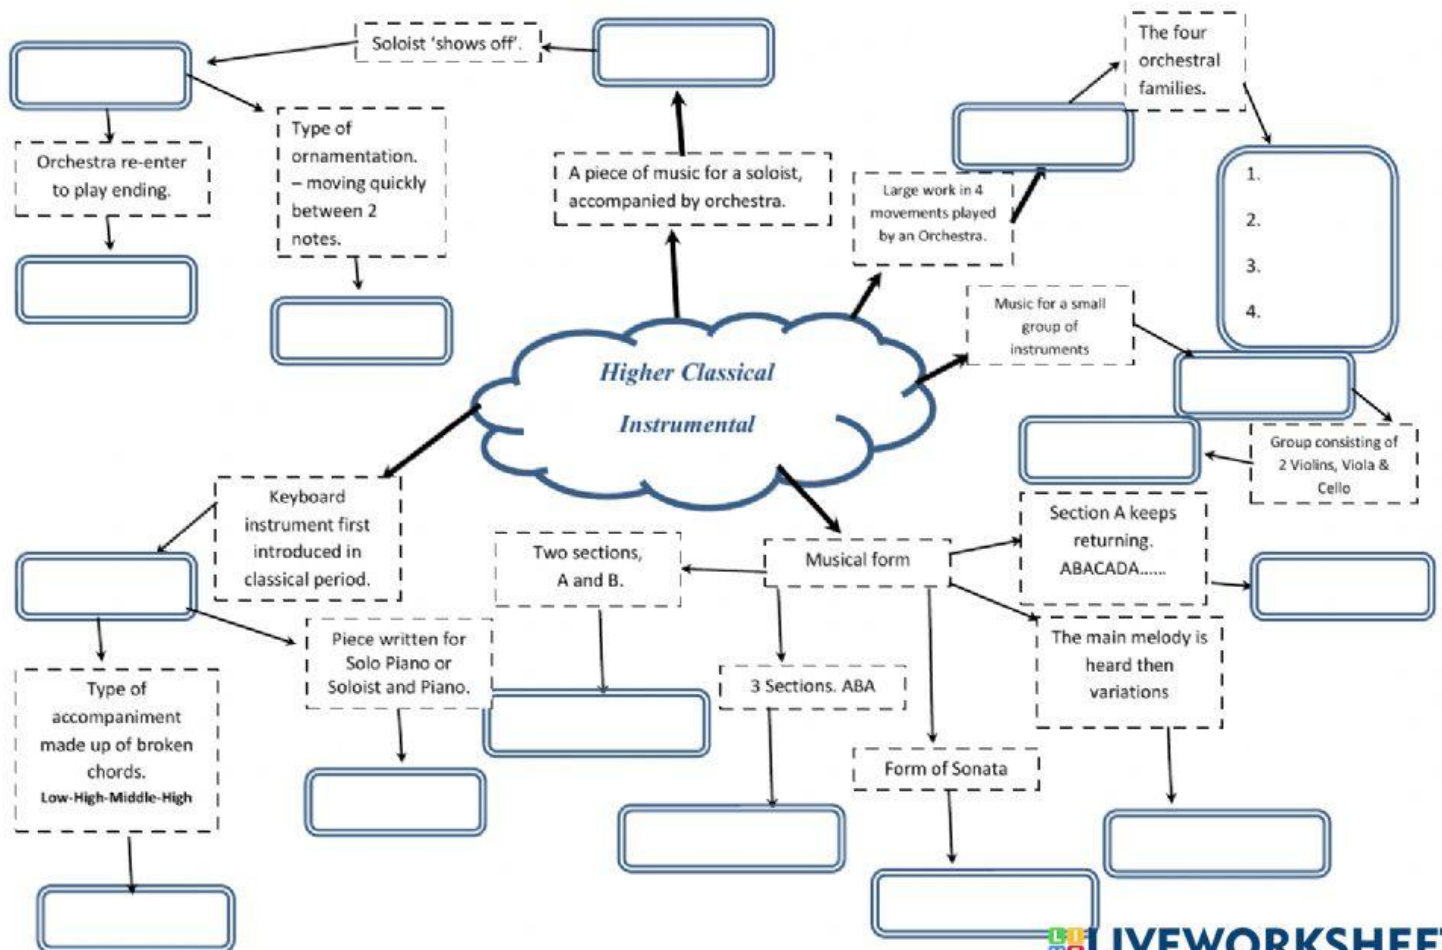 Soloist ‘shows off’.
The four
orchestral
families.
Type of
ornamentation.
– moving quickly
between 2
notes.
Orchestra re-enter
to play ending.
A piece of music for a soloist,
accompanied by orchestra.
Large work in 4
movements played
by an Orchestra.
1.
2.
3.
4.
Music for a small
group of
instruments
Higher Classical
Instrumental
Group consisting of
2 Violins, Viola &
Cello
Keyboard
instrument first
introduced in
classical period.
Two sections,
A and B.
Musical form
Section A keeps
returning.
ABACADA......
Piece written for
Solo Piano or
Soloist and Piano.
The main melody is
heard then
variations
Type of
accompaniment
made up of broken
chords.
Low-High-Middle-High
3 Sections. ABA
Form of Sonata
LIVEWORKSHEET